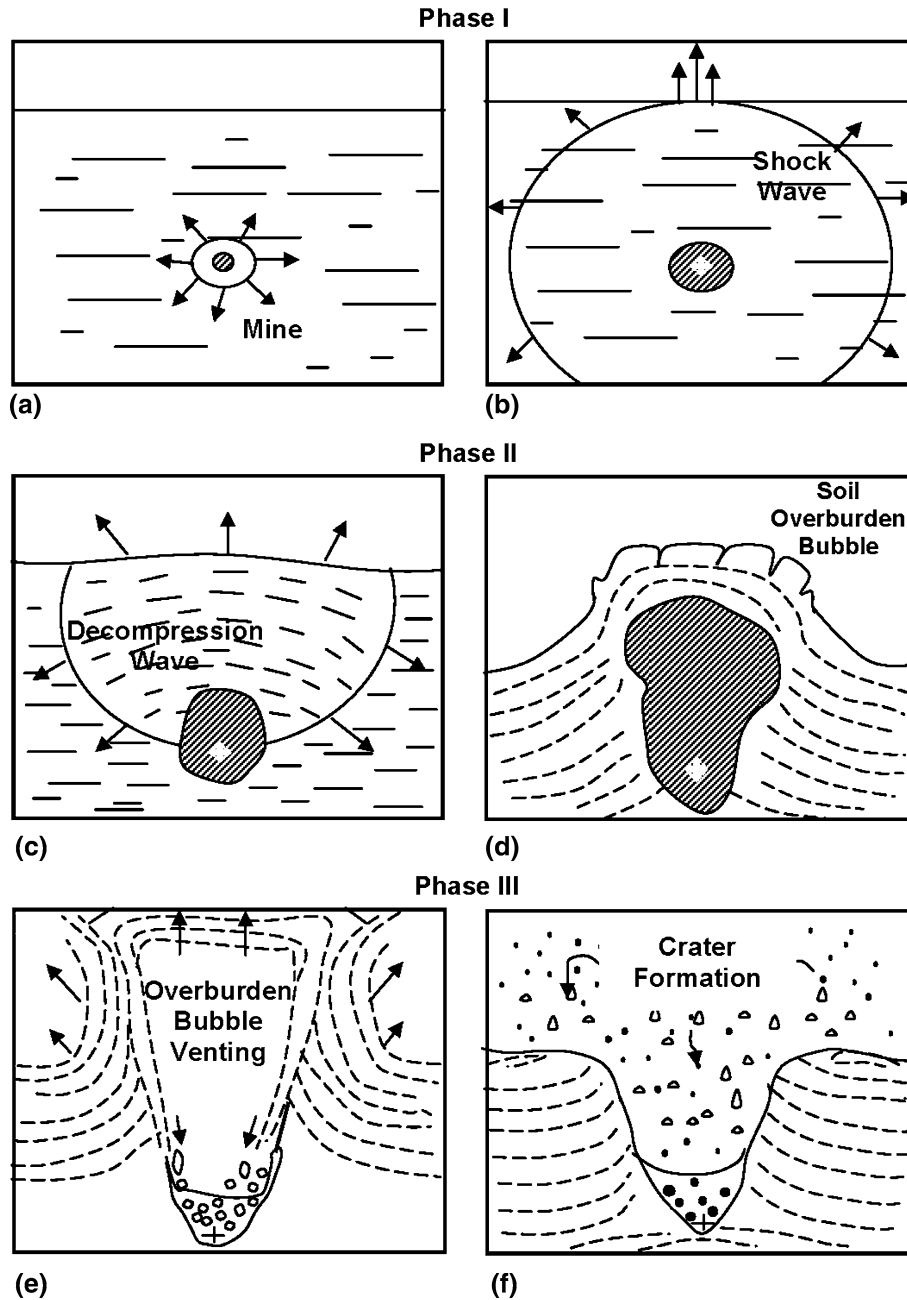 Phase I
Mine
Shock
Wave
(a)
(b)
Phase II
Decompression
Wave
Soil
Overburden
Bubble
(c)
(d)
Phase III
Overburden
Bubble
Venting
Crater
Formation
(e)
(f)